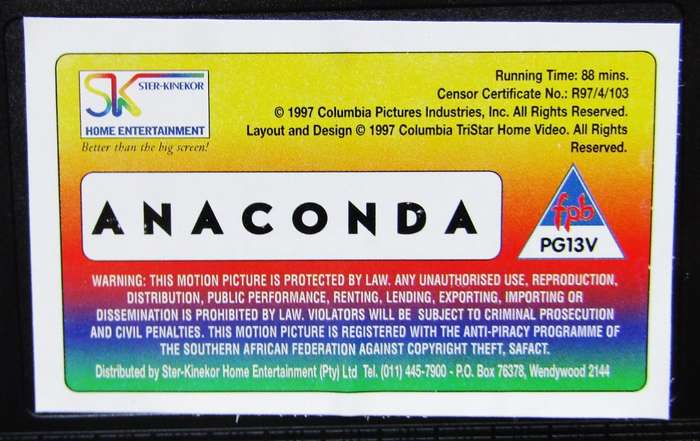 SK STER-KINEKOR
HOME ENTERTAINMENT
Better than the big screen!
Running Time: 88 mins.
Censor Certificate No.: R97/4/103
© 1997 Columbia Pictures Industries, Inc. All Rights Reserved.
Layout and Design © 1997 Columbia TriStar Home Video. All Rights
Reserved.
ANACONDA
fpb
PG13V
WARNING: THIS MOTION PICTURE IS PROTECTED BY LAW. ANY UNAUTHORISED USE, REPRODUCTION,
DISTRIBUTION, PUBLIC PERFORMANCE, RENTING, LENDING, EXPORTING, IMPORTING OR
DISSEMINATION IS PROHIBITED BY LAW. VIOLATORS WILL BE SUBJECT TO CRIMINAL PROSECUTION
AND CIVIL PENALTIES. THIS MOTION PICTURE IS REGISTERED WITH THE ANTI-PIRACY PROGRAMME OF
THE SOUTHERN AFRICAN FEDERATION AGAINST COPYRIGHT THEFT, SAFACT.
Distributed by Ster-Kinekor Home Entertainment (Pty) Ltd Tel. (011) 445-7900 - P.O. Box 76378, Wendywood 2144